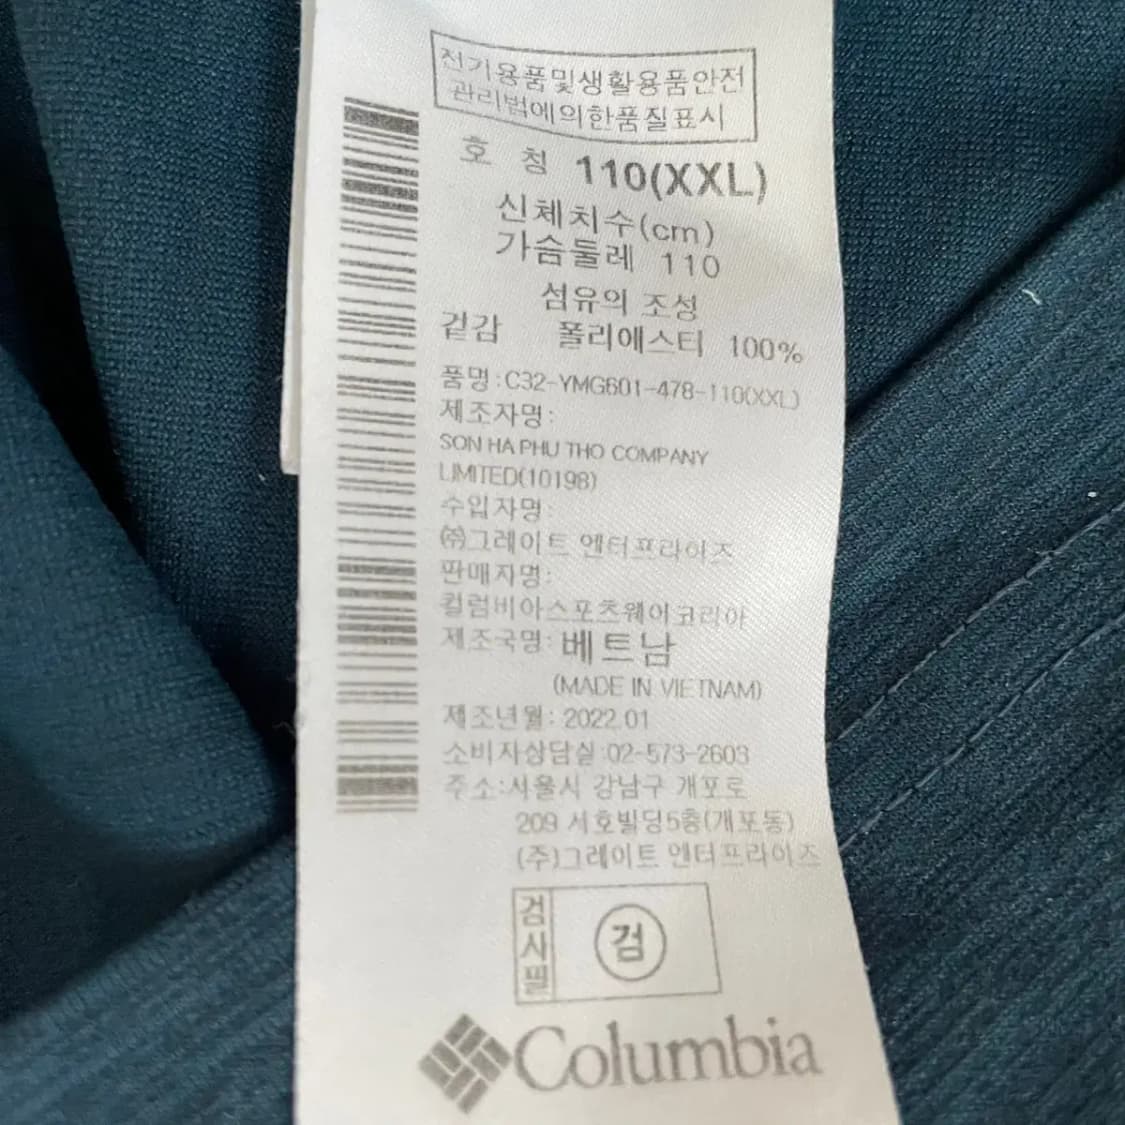 전기용품및생활용품안전
관리법에의한품질표시
호 칭 110(XXL)
신체치수(cm)
가슴둘레 110
섬유의 조성
겉감 폴리에스터 100%
품명:C32-YMG601-478-110(XXL)
제조자명:
SON HA PHU THO COMPANY
LIMITED(10198)
수입자명:
㈜그레이트 엔터프라이즈
판매자명:
컬럼비아스포츠웨어코리아
제조국명:베트남
(MADE IN VIETNAM)
제조년월:2022.01
소비자상담실:02-573-2603
주소:서울시 강남구 개포로
209 서호빌딩5층(개포동)
(주)그레이트 엔터프라이즈
검사필
검
Columbia